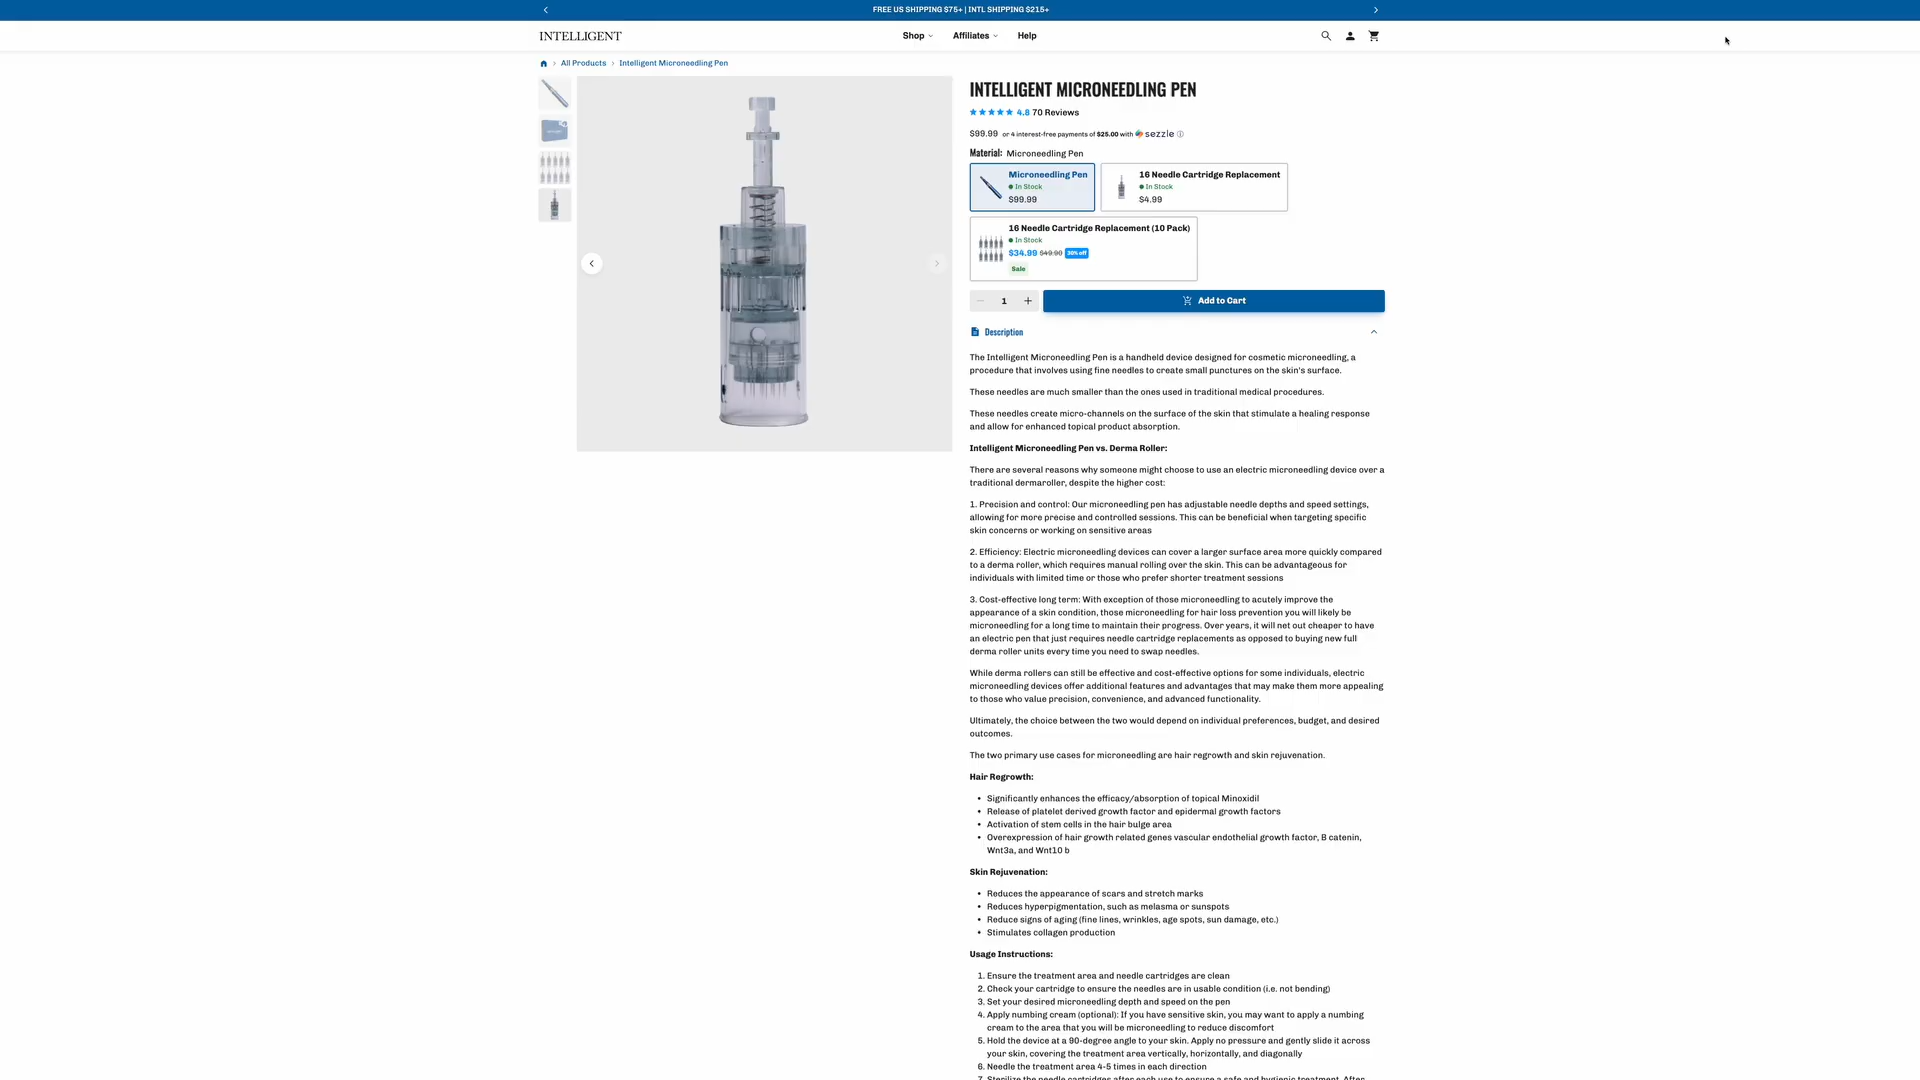 FREE US SHIPPING $75+ | INTL SHIPPING $215+
INTELLIGENT
Shop
Affiliates
Help
All Products
Intelligent Microneedling Pen
INTELLIGENT MICRONEEDLING PEN
4.8 70 Reviews
$99.99 or 4 interest-free payments of $25.00 with sezzle
Material: Microneedling Pen
Microneedling Pen
In Stock
$99.99
16 Needle Cartridge Replacement
In Stock
$4.99
16 Needle Cartridge Replacement (10 Pack)
In Stock
$34.99 $49.90 30% off
Sale
1
Add to Cart
Description
The Intelligent Microneedling Pen is a handheld device designed for cosmetic microneedling, a
procedure that involves using fine needles to create small punctures on the skin's surface.
These needles are much smaller than the ones used in traditional medical procedures.
These needles create micro-channels on the surface of the skin that stimulate a healing response
and allow for enhanced topical product absorption.
Intelligent Microneedling Pen vs. Derma Roller:
There are several reasons why someone might choose to use an electric microneedling device over a
traditional dermaroller, despite the higher cost:
1. Precision and control: Our microneedling pen has adjustable needle depths and speed settings,
allowing for more precise and controlled sessions. This can be beneficial when targeting specific
skin concerns or working on sensitive areas
2. Efficiency: Electric microneedling devices can cover a larger surface area more quickly compared
to a derma roller, which requires manual rolling over the skin. This can be advantageous for
individuals with limited time or those who prefer shorter treatment sessions
3. Cost-effective long term: With exception of those microneedling to acutely improve the
appearance of a skin condition, those microneedling for hair loss prevention you will likely be
microneedling for a long time to maintain their progress. Over years, it will net out cheaper to have
an electric pen that just requires needle cartridge replacements as opposed to buying new full
derma roller units every time you need to swap needles.
While derma rollers can still be effective and cost-effective options for some individuals, electric
microneedling devices offer additional features and advantages that may make them more appealing
to those who value precision, convenience, and advanced functionality.
Ultimately, the choice between the two would depend on individual preferences, budget, and desired
outcomes.
The two primary use cases for microneedling are hair regrowth and skin rejuvenation.
Hair Regrowth:
• Significantly enhances the efficacy/absorption of topical Minoxidil
• Release of platelet derived growth factor and epidermal growth factors
• Activation of stem cells in the hair bulge area
• Overexpression of hair growth related genes vascular endothelial growth factor, B catenin,
Wnt3a, and Wnt10 b
Skin Rejuvenation:
• Reduces the appearance of scars and stretch marks
• Reduces hyperpigmentation, such as melasma or sunspots
• Reduce signs of aging (fine lines, wrinkles, age spots, sun damage, etc.)
• Stimulates collagen production
Usage Instructions:
1. Ensure the treatment area and needle cartridges are clean
2. Check your cartridge to ensure the needles are in usable condition (i.e. not bending)
3. Set your desired microneedling depth and speed on the pen
4. Apply numbing cream (optional): If you have sensitive skin, you may want to apply a numbing
cream to the area that you will be microneedling to reduce discomfort
5. Hold the device at a 90-degree angle to your skin. Apply no pressure and gently slide it across
your skin, covering the treatment area vertically, horizontally, and diagonally
6. Needle the treatment area 4-5 times in each direction
7. Sterilize the needle cartridges after each use to ensure a safe and hygienic treatment. After